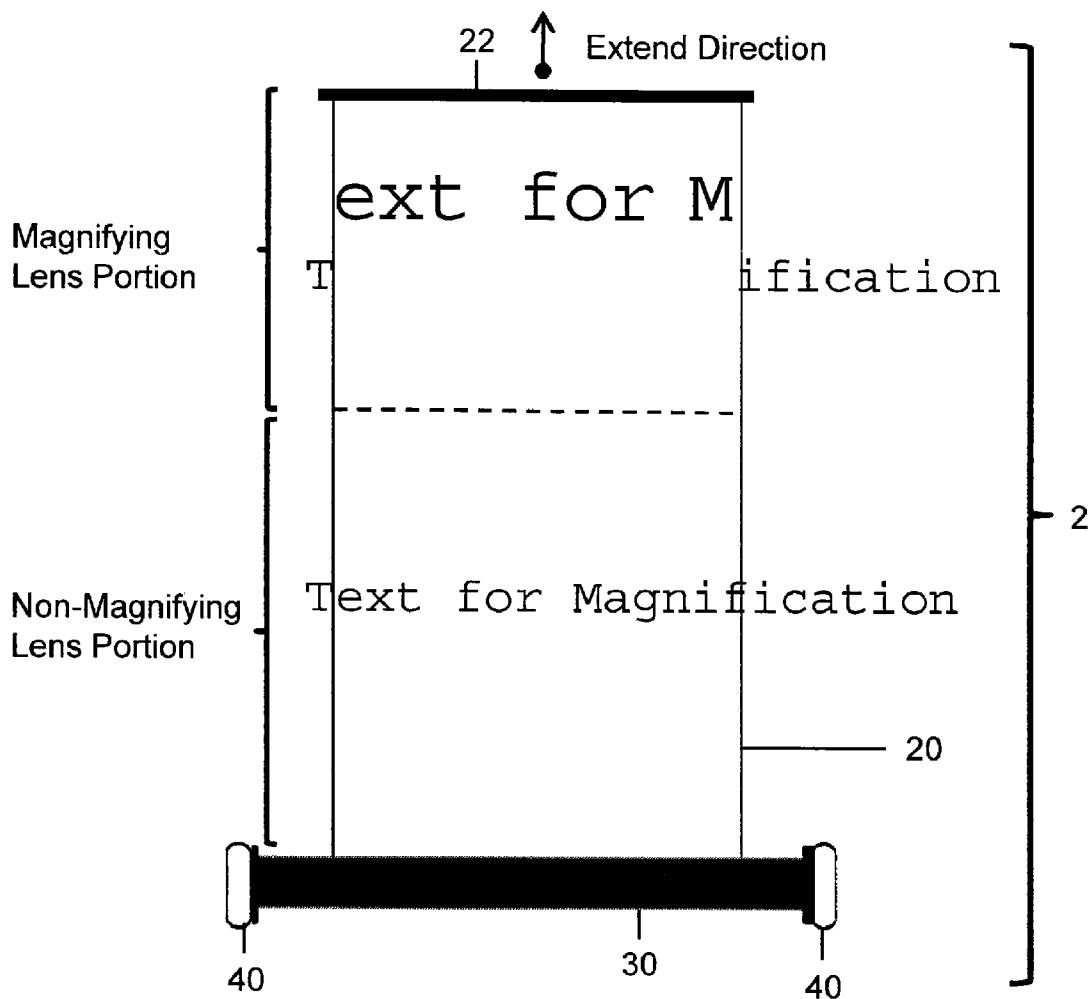 22
Extend Direction
ext for M
Magnifying
Lens Portion
T
ification
2
Text for Magnification
Non-Magnifying
Lens Portion
20
40
30
40